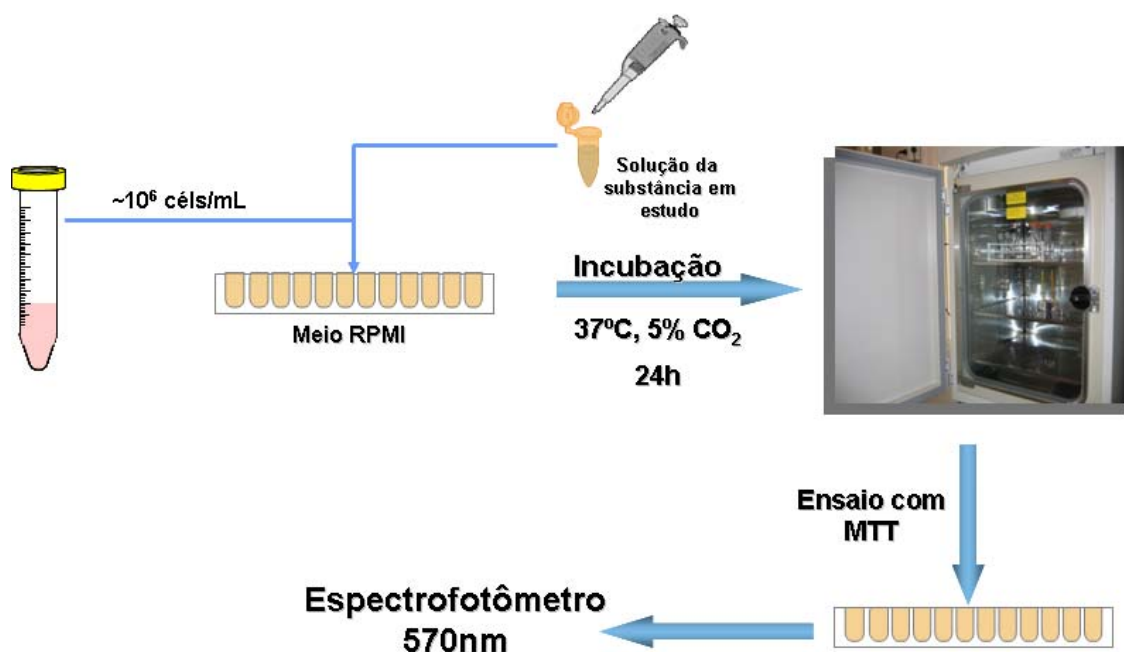 ~10⁶ céls/mL
Solução da
substância em
estudo
Meio RPMI
Incubação
37ºC, 5% CO₂
24h
Ensaio com
MTT
Espectrofotômetro
570nm